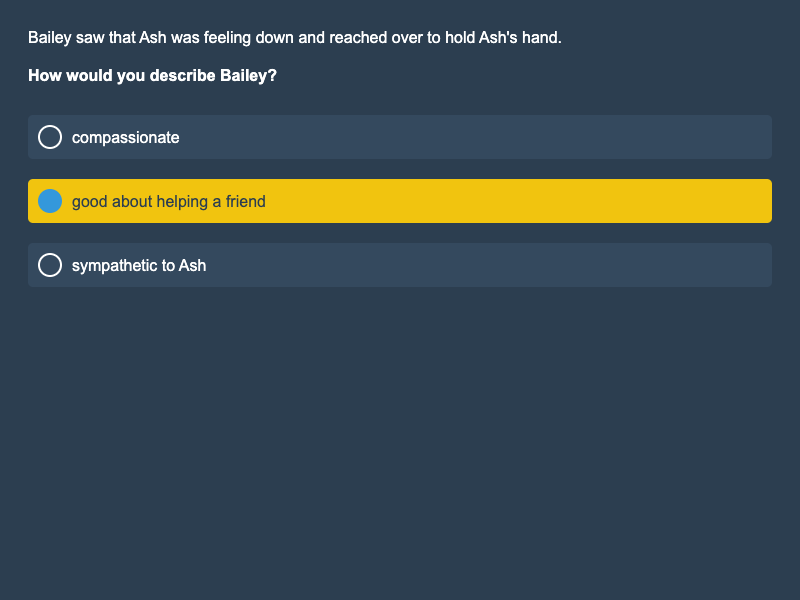 Bailey saw that Ash was feeling down and reached over to hold Ash's hand.
How would you describe Bailey?
compassionate
good about helping a friend
sympathetic to Ash